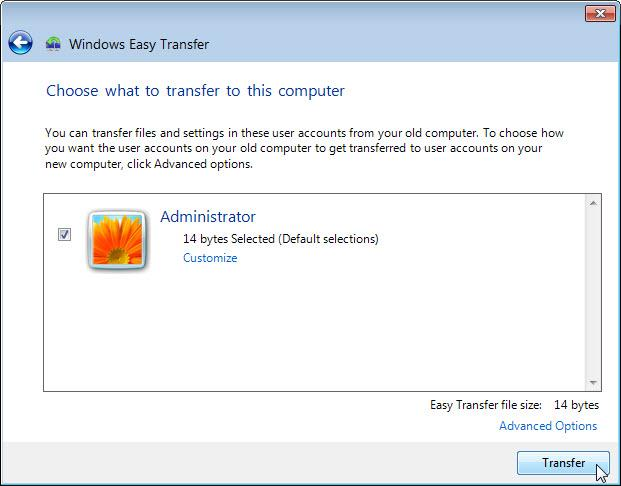 Windows Easy Transfer
Choose what to transfer to this computer
You can transfer files and settings in these user accounts from your old computer. To choose how
you want the user accounts on your old computer to get transferred to user accounts on your
new computer, click Advanced options.
Administrator
14 bytes Selected (Default selections)
Customize
Easy Transfer file size: 14 bytes
Advanced Options
Transfer